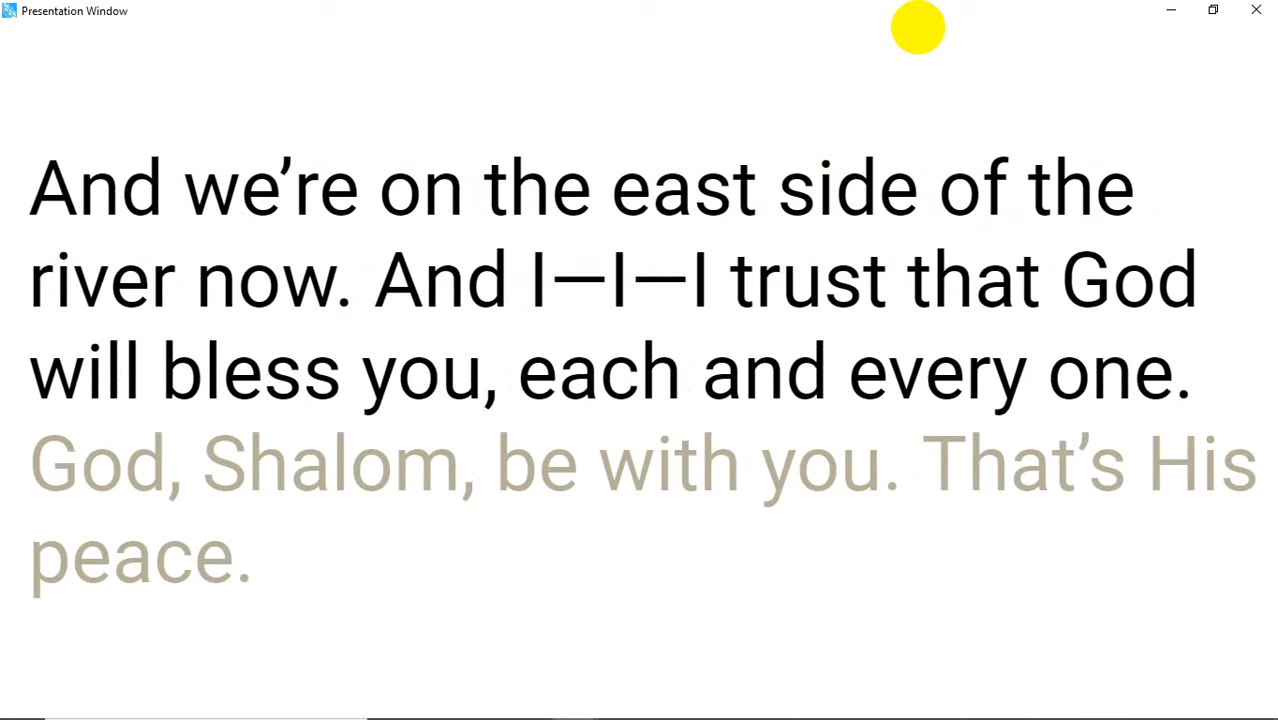 Presentation Window
And we’re on the east side of the
river now. And I—I—I trust that God
will bless you, each and every one.
God, Shalom, be with you. That’s His
peace.